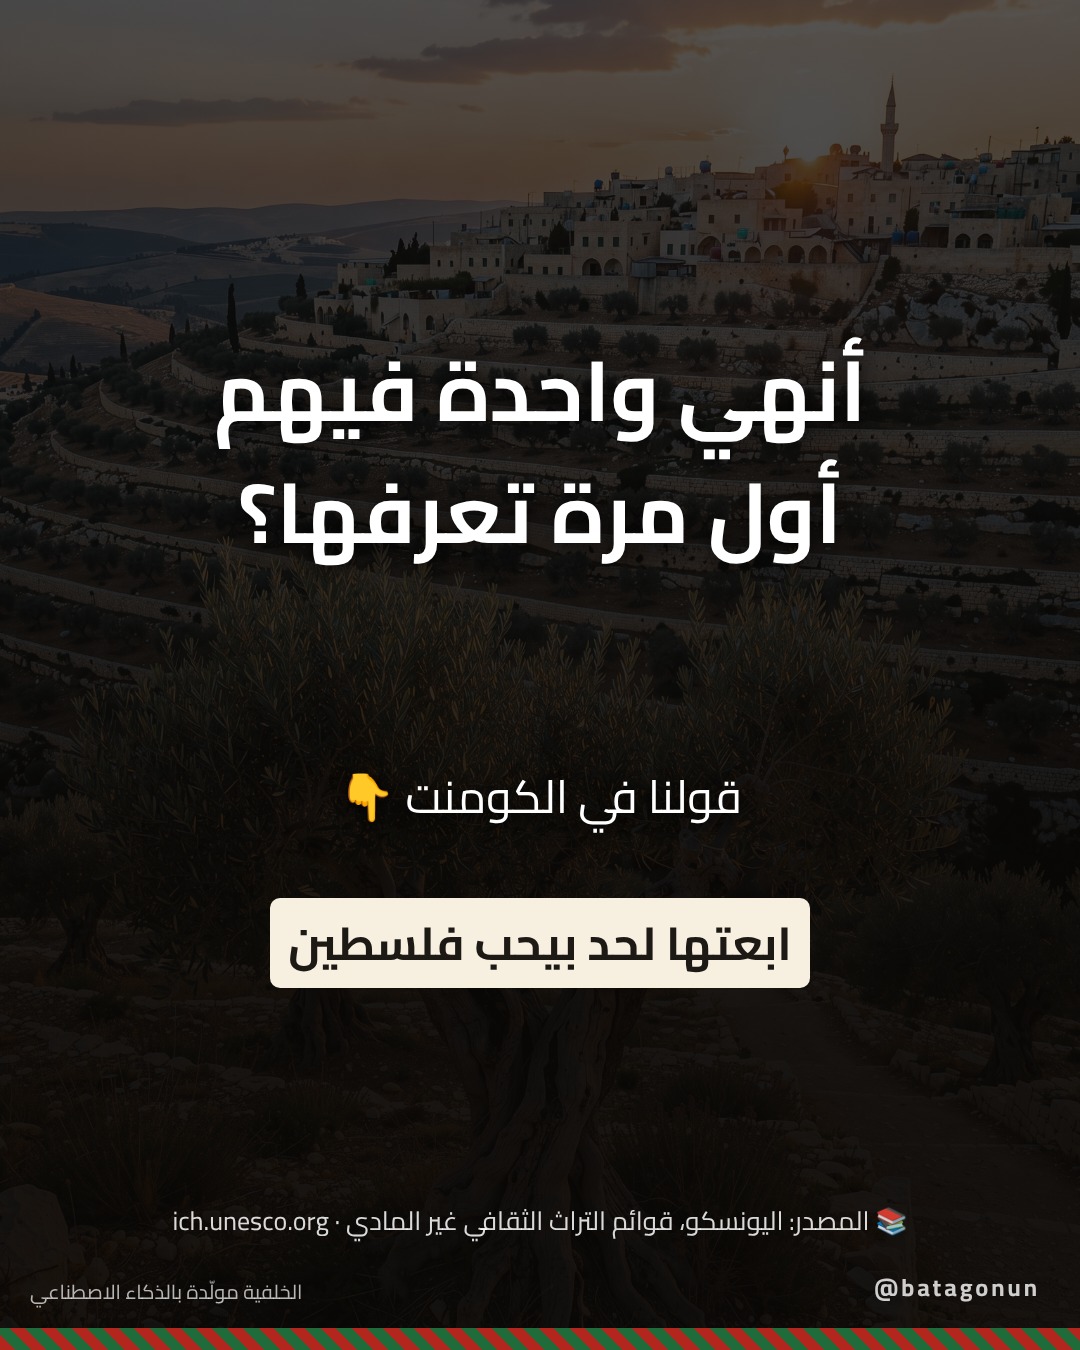 أنهي واحدة فيهم
أول مرة تعرفها؟
قولنا في الكومنت 👇
ابعتها لحد بيحب فلسطين
📚 المصدر: اليونسكو، قوائم التراث الثقافي غير المادي · ich.unesco.org
@batagonun
الخلفية مولّدة بالذكاء الاصطناعي